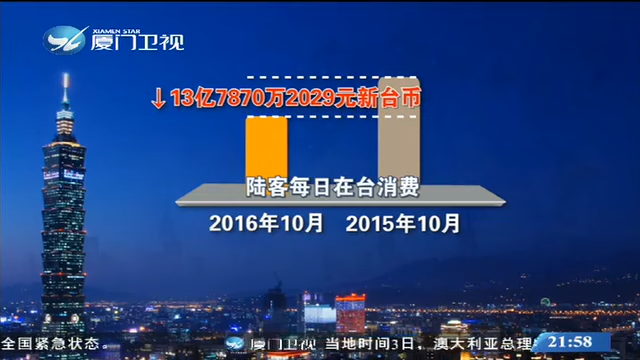 XIAMEN STAR
厦门卫视
↓13亿7870万2029元新台币
陆客每日在台消费
2016年10月 2015年10月
全国紧急状态。 厦门卫视 当地时间3日，澳大利亚总理
21:58